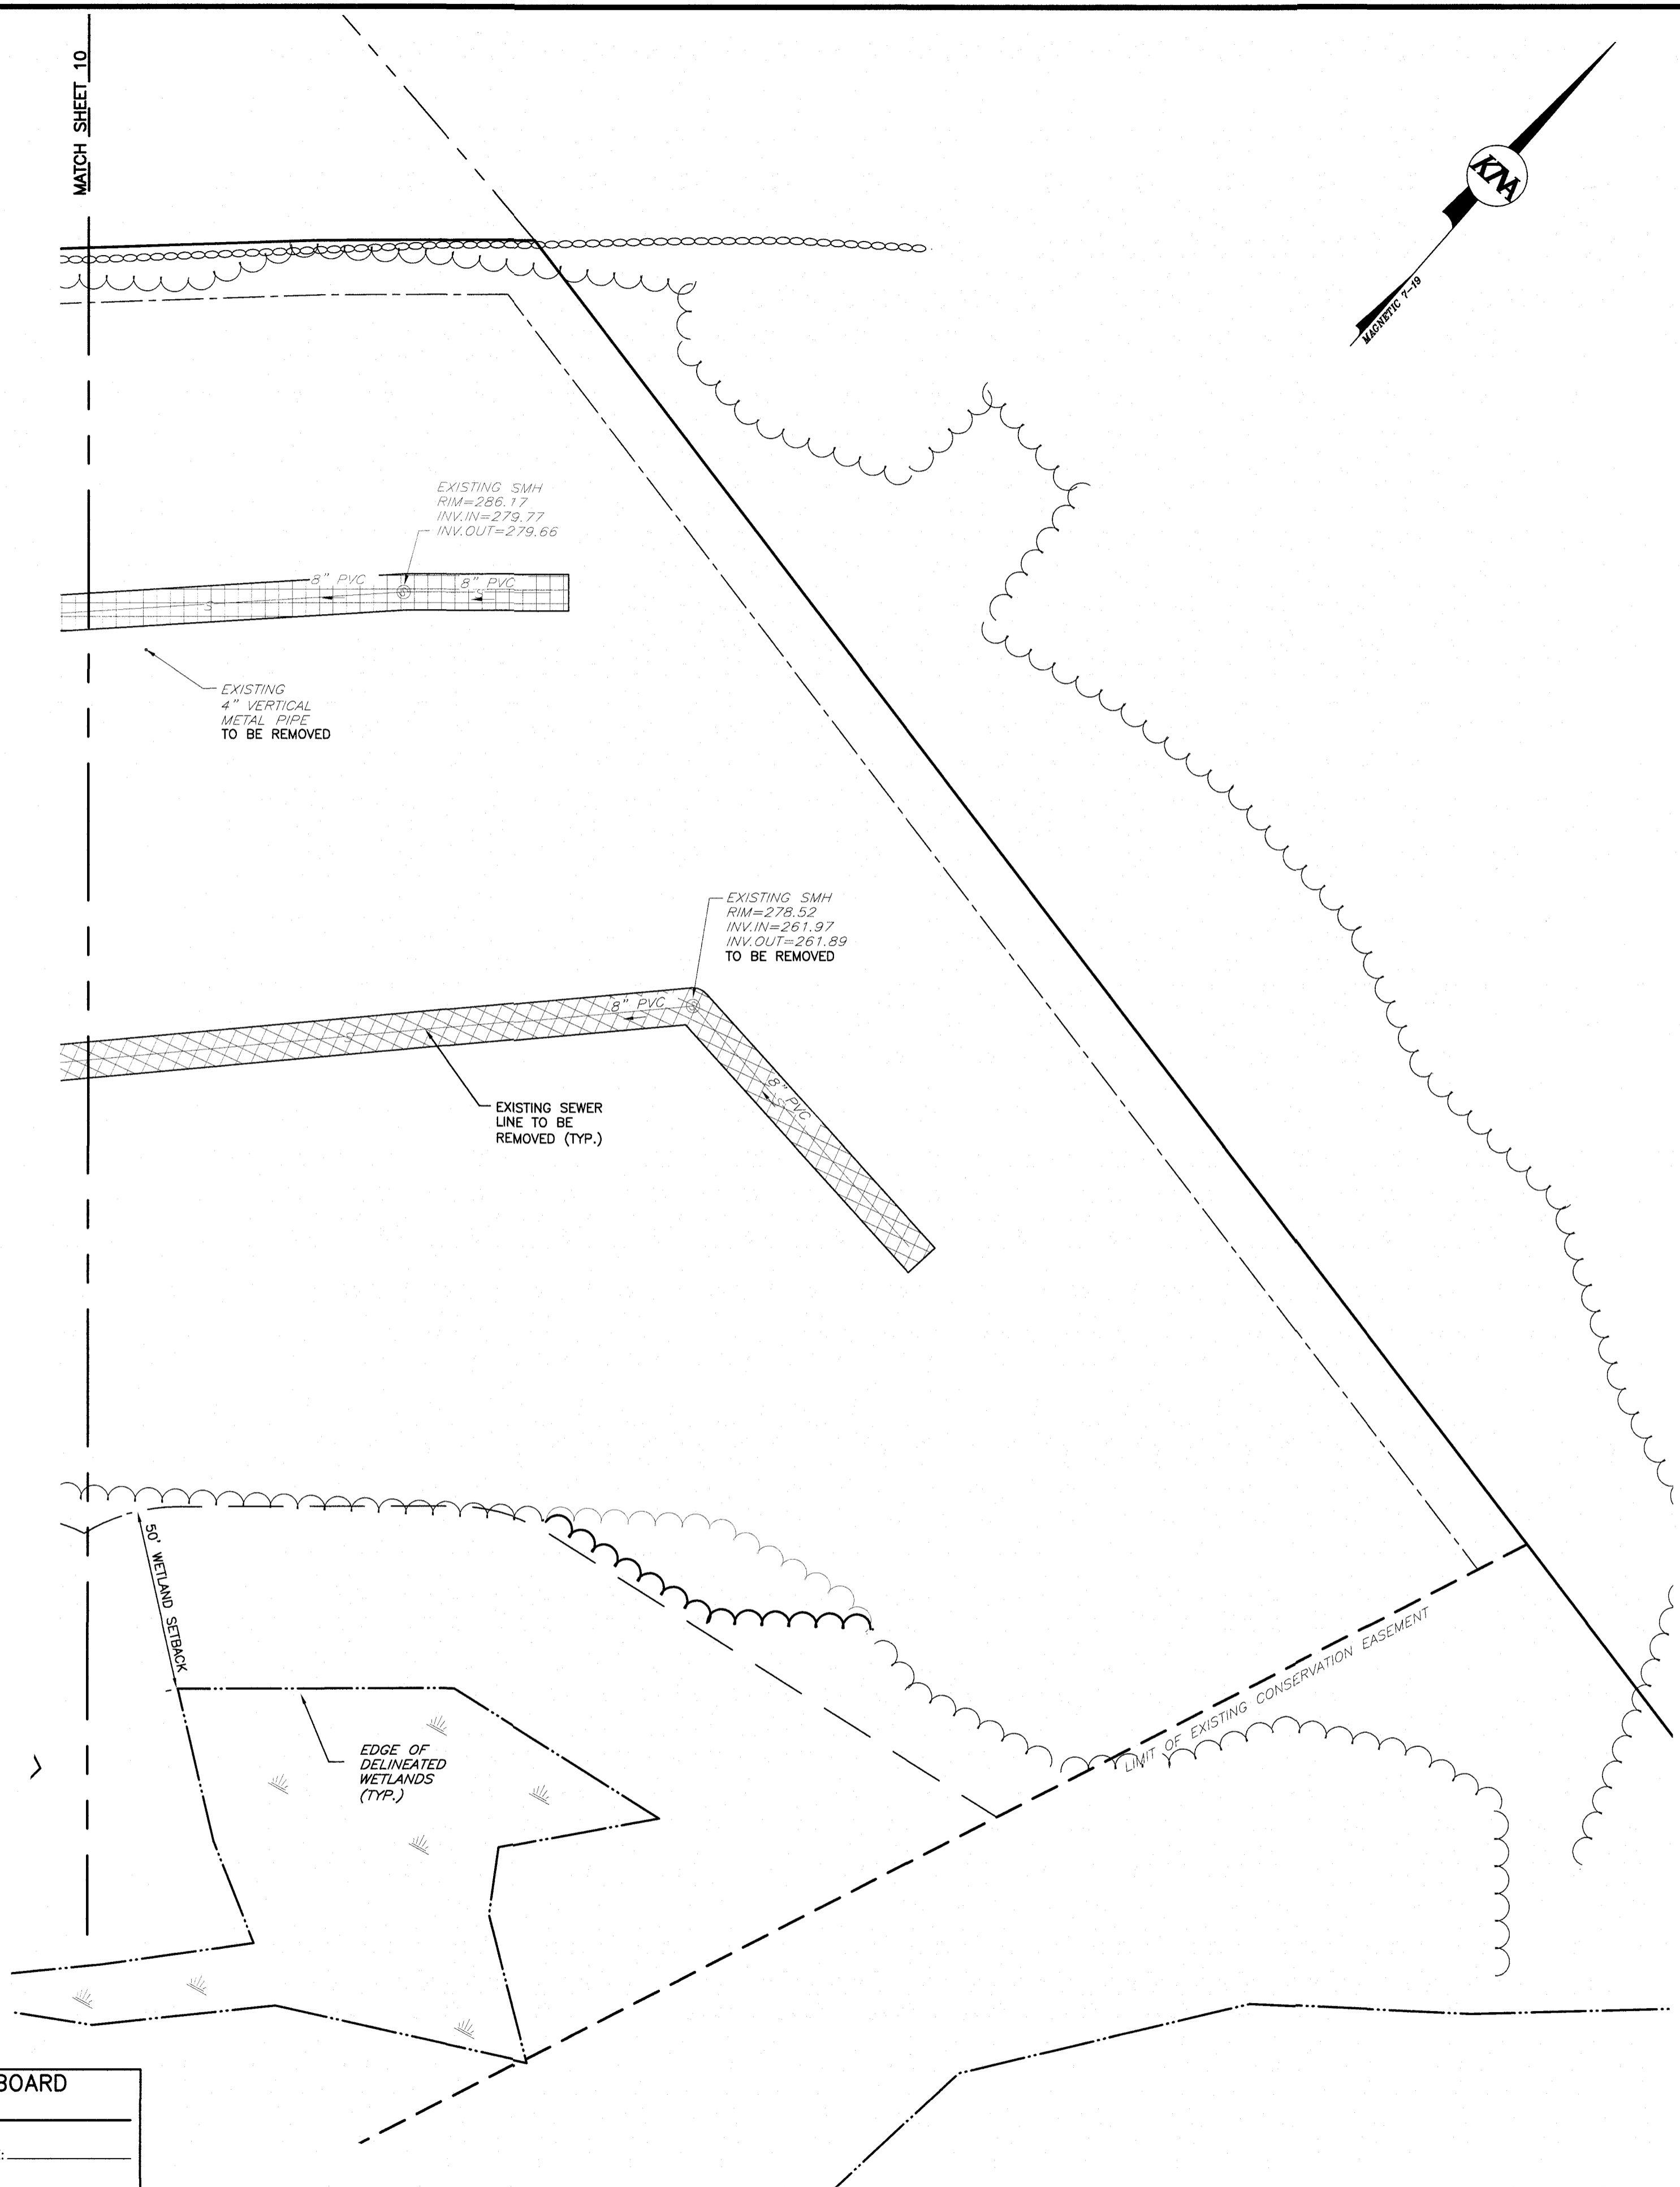 MATCH SHEET 10
KNA
MAGNETIC 7-19
EXISTING SMH
RIM=286.17
INV.IN=279.77
INV.OUT=279.66
8" PVC
8" PVC
S
S
EXISTING
4" VERTICAL
METAL PIPE
TO BE REMOVED
EXISTING SMH
RIM=278.52
INV.IN=261.97
INV.OUT=261.89
TO BE REMOVED
8" PVC
S
8" PVC
S
EXISTING SEWER
LINE TO BE
REMOVED (TYP.)
50' WETLAND SETBACK
LIMIT OF EXISTING CONSERVATION EASEMENT
EDGE OF
DELINEATED
WETLANDS
(TYP.)
BOARD